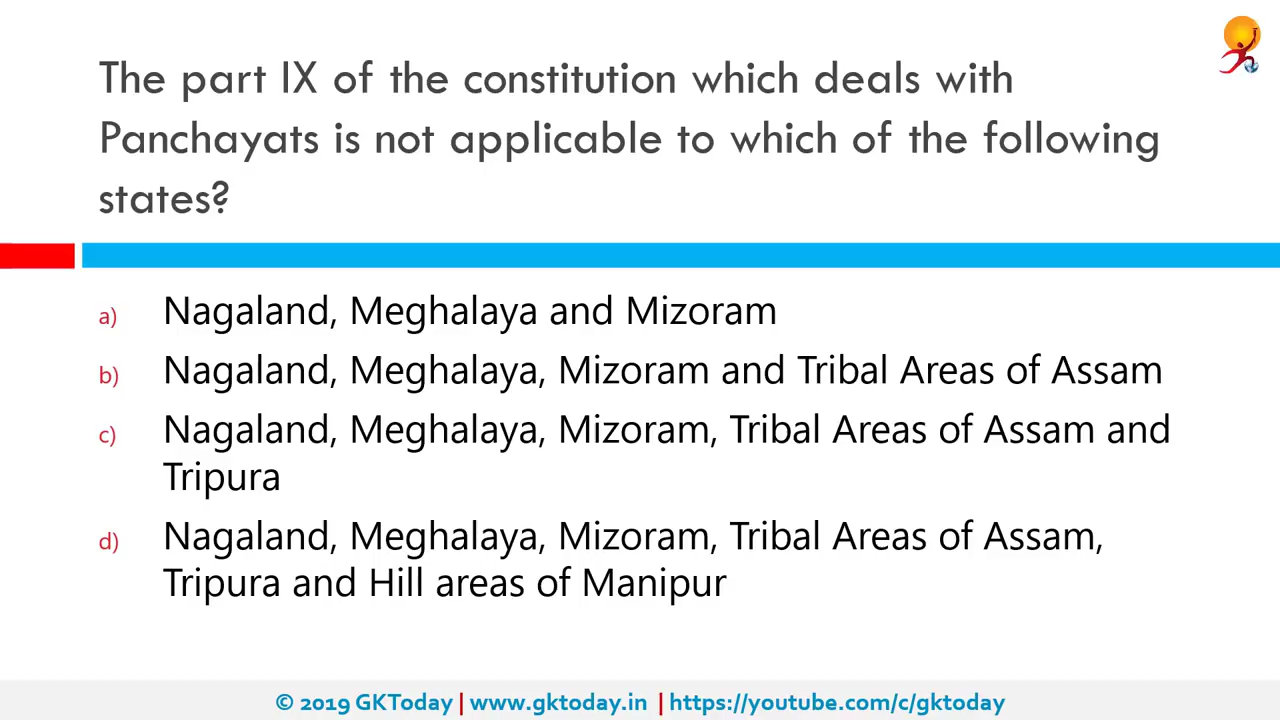 The part IX of the constitution which deals with
Panchayats is not applicable to which of the following
states?
a) Nagaland, Meghalaya and Mizoram
b) Nagaland, Meghalaya, Mizoram and Tribal Areas of Assam
c) Nagaland, Meghalaya, Mizoram, Tribal Areas of Assam and
Tripura
d) Nagaland, Meghalaya, Mizoram, Tribal Areas of Assam,
Tripura and Hill areas of Manipur
© 2019 GKToday | www.gktoday.in | https://youtube.com/c/gktoday